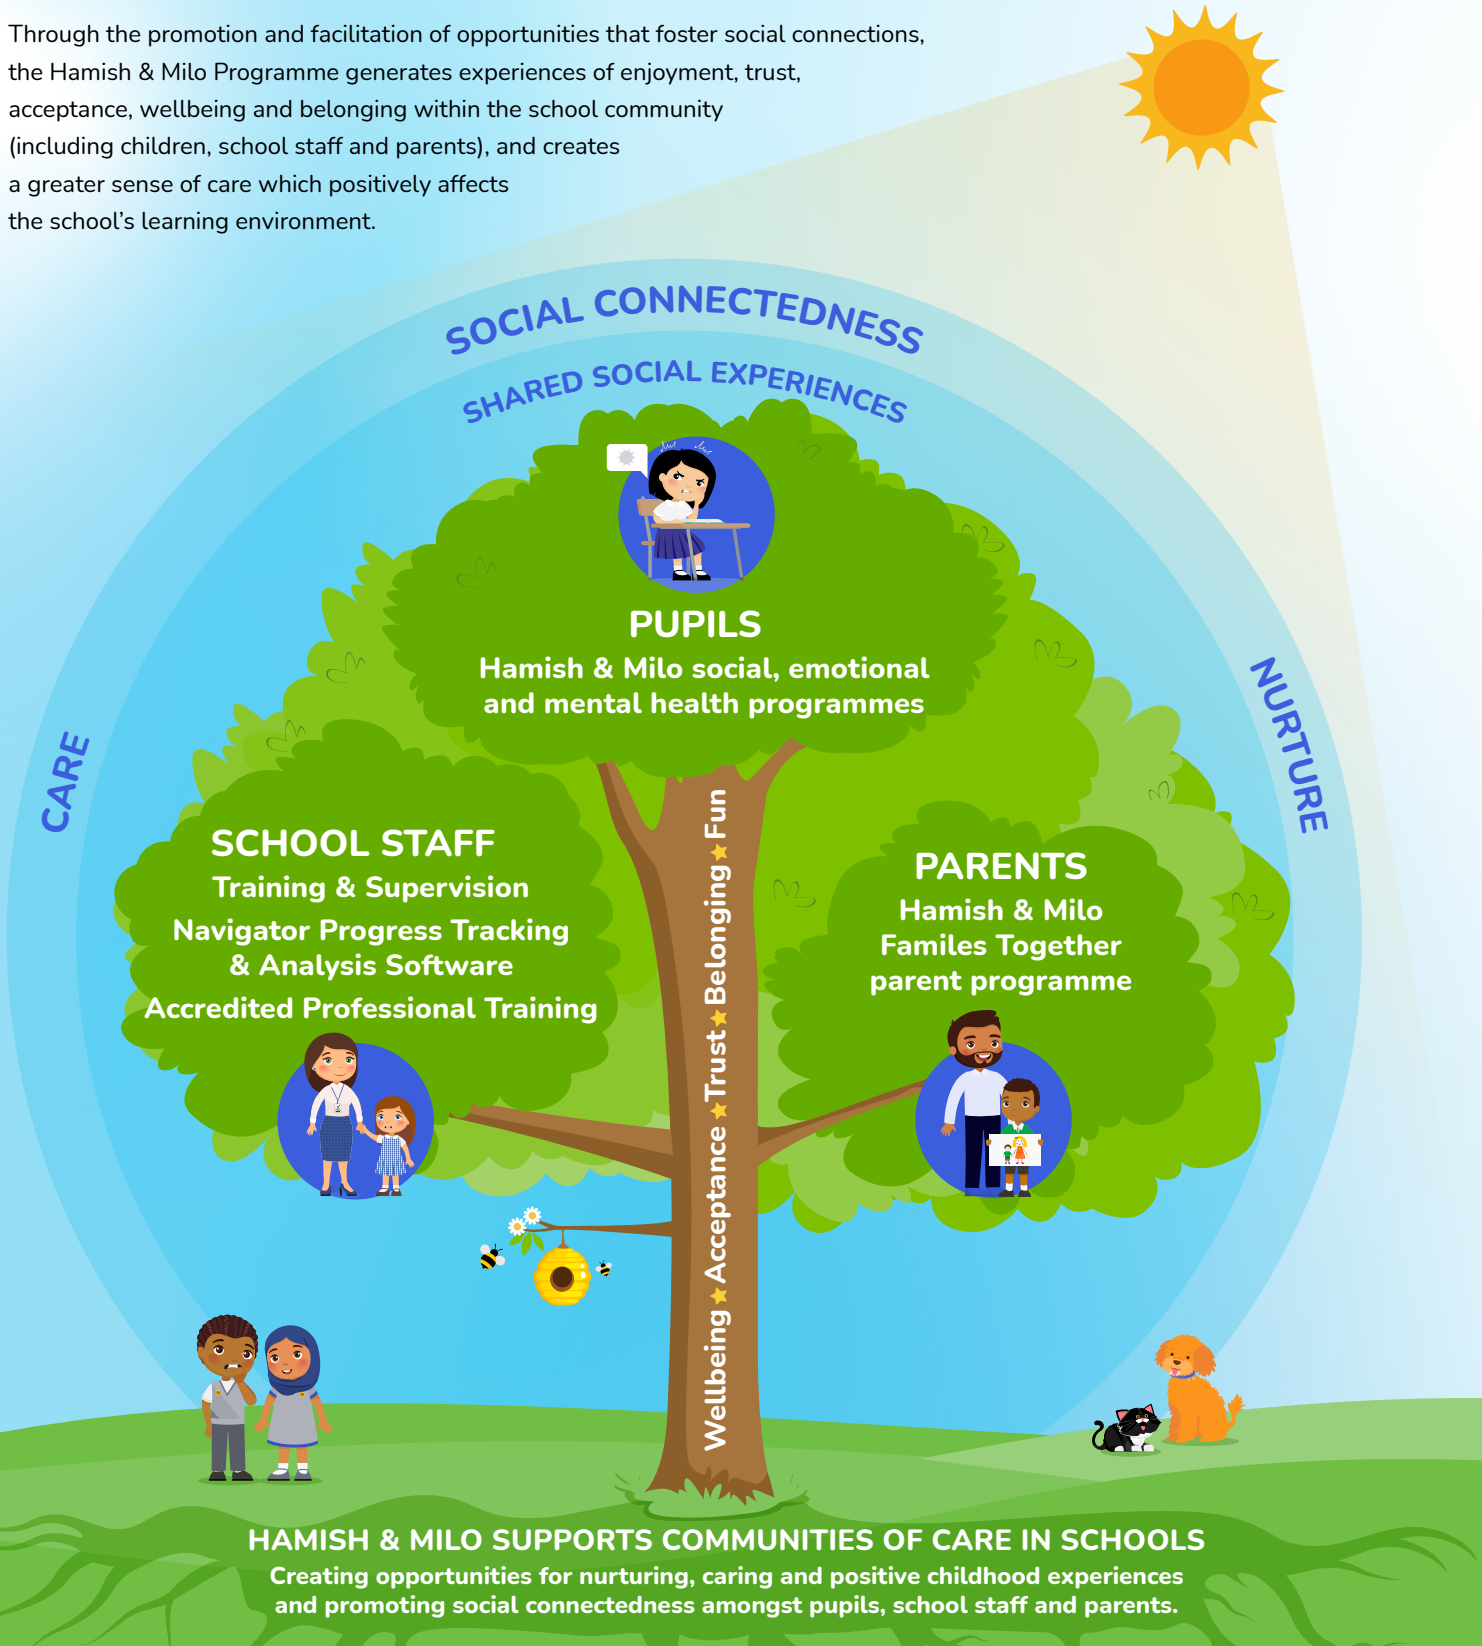 Through the promotion and facilitation of opportunities that foster social connections,
the Hamish & Milo Programme generates experiences of enjoyment, trust,
acceptance, wellbeing and belonging within the school community
(including children, school staff and parents), and creates
a greater sense of care which positively affects
the school's learning environment.
SOCIAL CONNECTEDNESS
SHARED SOCIAL EXPERIENCES
CARE
NURTURE
PUPILS
Hamish & Milo social, emotional
and mental health programmes
SCHOOL STAFF
Training & Supervision
Navigator Progress Tracking
& Analysis Software
Accredited Professional Training
PARENTS
Hamish & Milo
Familes Together
parent programme
Wellbeing ★ Acceptance ★ Trust ★ Belonging ★ Fun
HAMISH & MILO SUPPORTS COMMUNITIES OF CARE IN SCHOOLS
Creating opportunities for nurturing, caring and positive childhood experiences
and promoting social connectedness amongst pupils, school staff and parents.